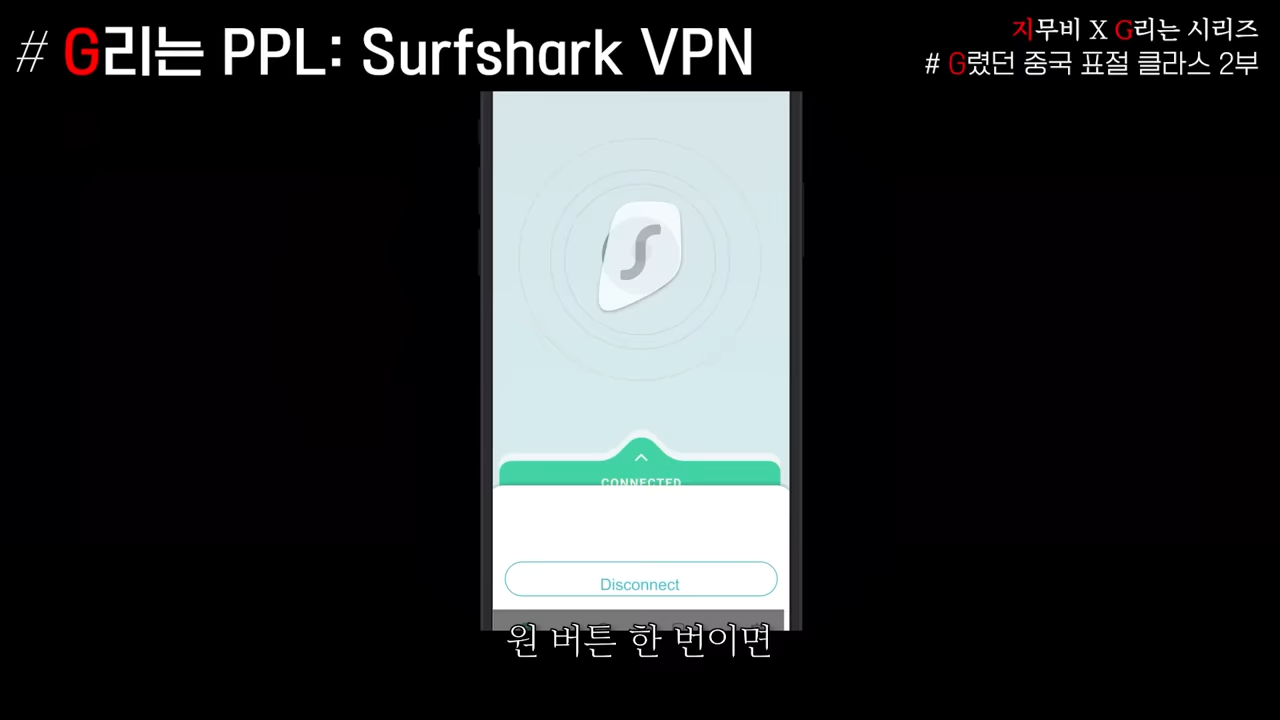 # G리는 PPL: Surfshark VPN
지무비 X G리는 시리즈
# G렸던 중국 표절 클라스 2부
CONNECTED
Disconnect
원 버튼 한 번이면